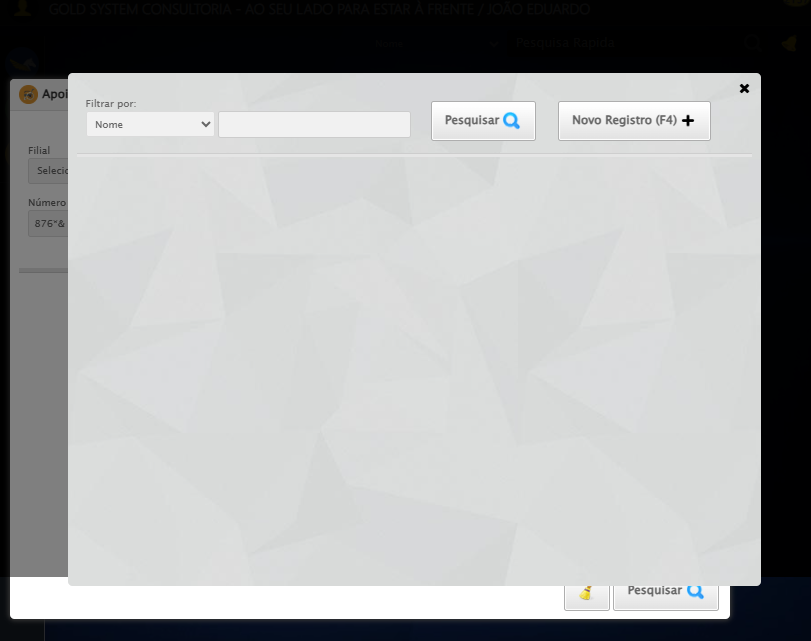 GOLD SYSTEM CONSULTORIA - AO SEU LADO PARA ESTAR À FRENTE / JOÃO EDUARDO
Nome
Pesquisa Rápida
Apoi
Filtrar por:
Nome
Pesquisar
Novo Registro (F4)
Filial
Selecio
Número
876"&
Pesquisar